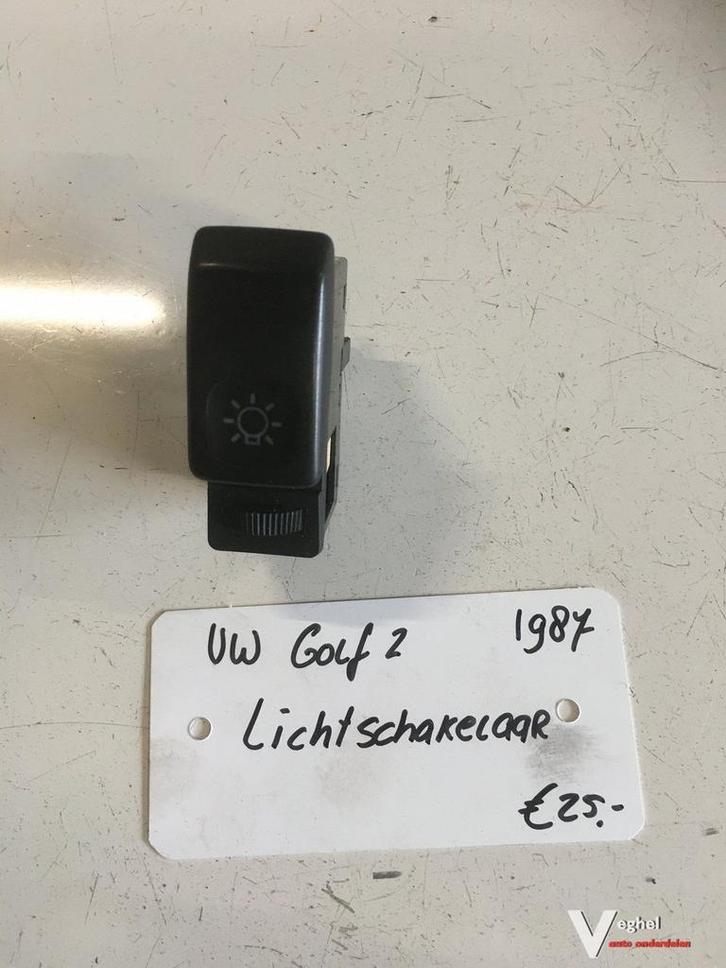 VW Golf 2 1987
Lichtschakelaar
€25,-
Veghel
auto onderdelen